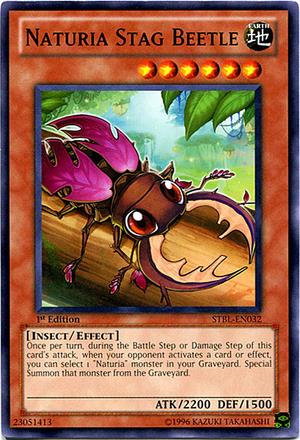 NATURIA STAG BEETLE
EARTH
地
1st Edition
STBL-EN032
[INSECT/EFFECT]
Once per turn, during the Battle Step or Damage Step of
this card's attack, when your opponent activates a card or effect,
you can select 1 "Naturia" monster in your Graveyard. Special
Summon that monster from the Graveyard.
ATK/2200 DEF/1500
23051413
©1996 KAZUKI TAKAHASHI